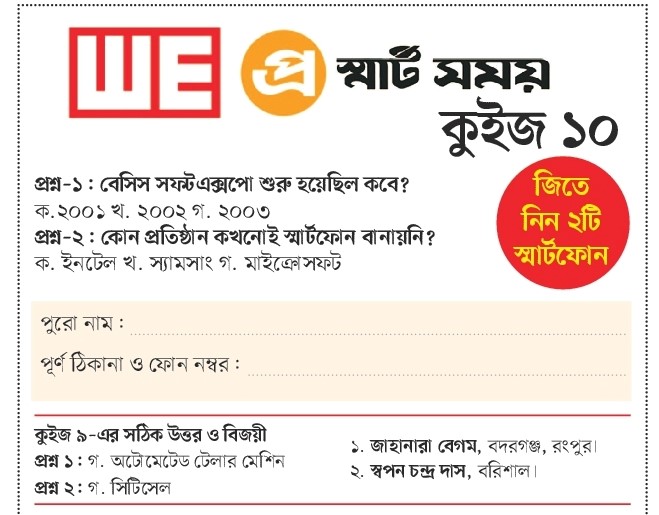 WE প্র স্মার্ট সময়
কুইজ ১০
প্রশ্ন-১ : বেসিস সফটএক্সপো শুরু হয়েছিল কবে?
ক.২০০১ খ. ২০০২ গ. ২০০৩
প্রশ্ন-২ : কোন প্রতিষ্ঠান কখনোই স্মার্টফোন বানায়নি?
ক. ইনটেল খ. স্যামসাং গ. মাইক্রোসফট
জিতে
নিন ২টি
স্মার্টফোন
পুরো নাম :
পূর্ণ ঠিকানা ও ফোন নম্বর :
কুইজ ৯-এর সঠিক উত্তর ও বিজয়ী
প্রশ্ন ১ : গ. অটোমেটেড টেলার মেশিন
প্রশ্ন ২ : গ. সিটিসেল
১. জাহানারা বেগম, বদরগঞ্জ, রংপুর।
২. স্বপন চন্দ্র দাস, বরিশাল।